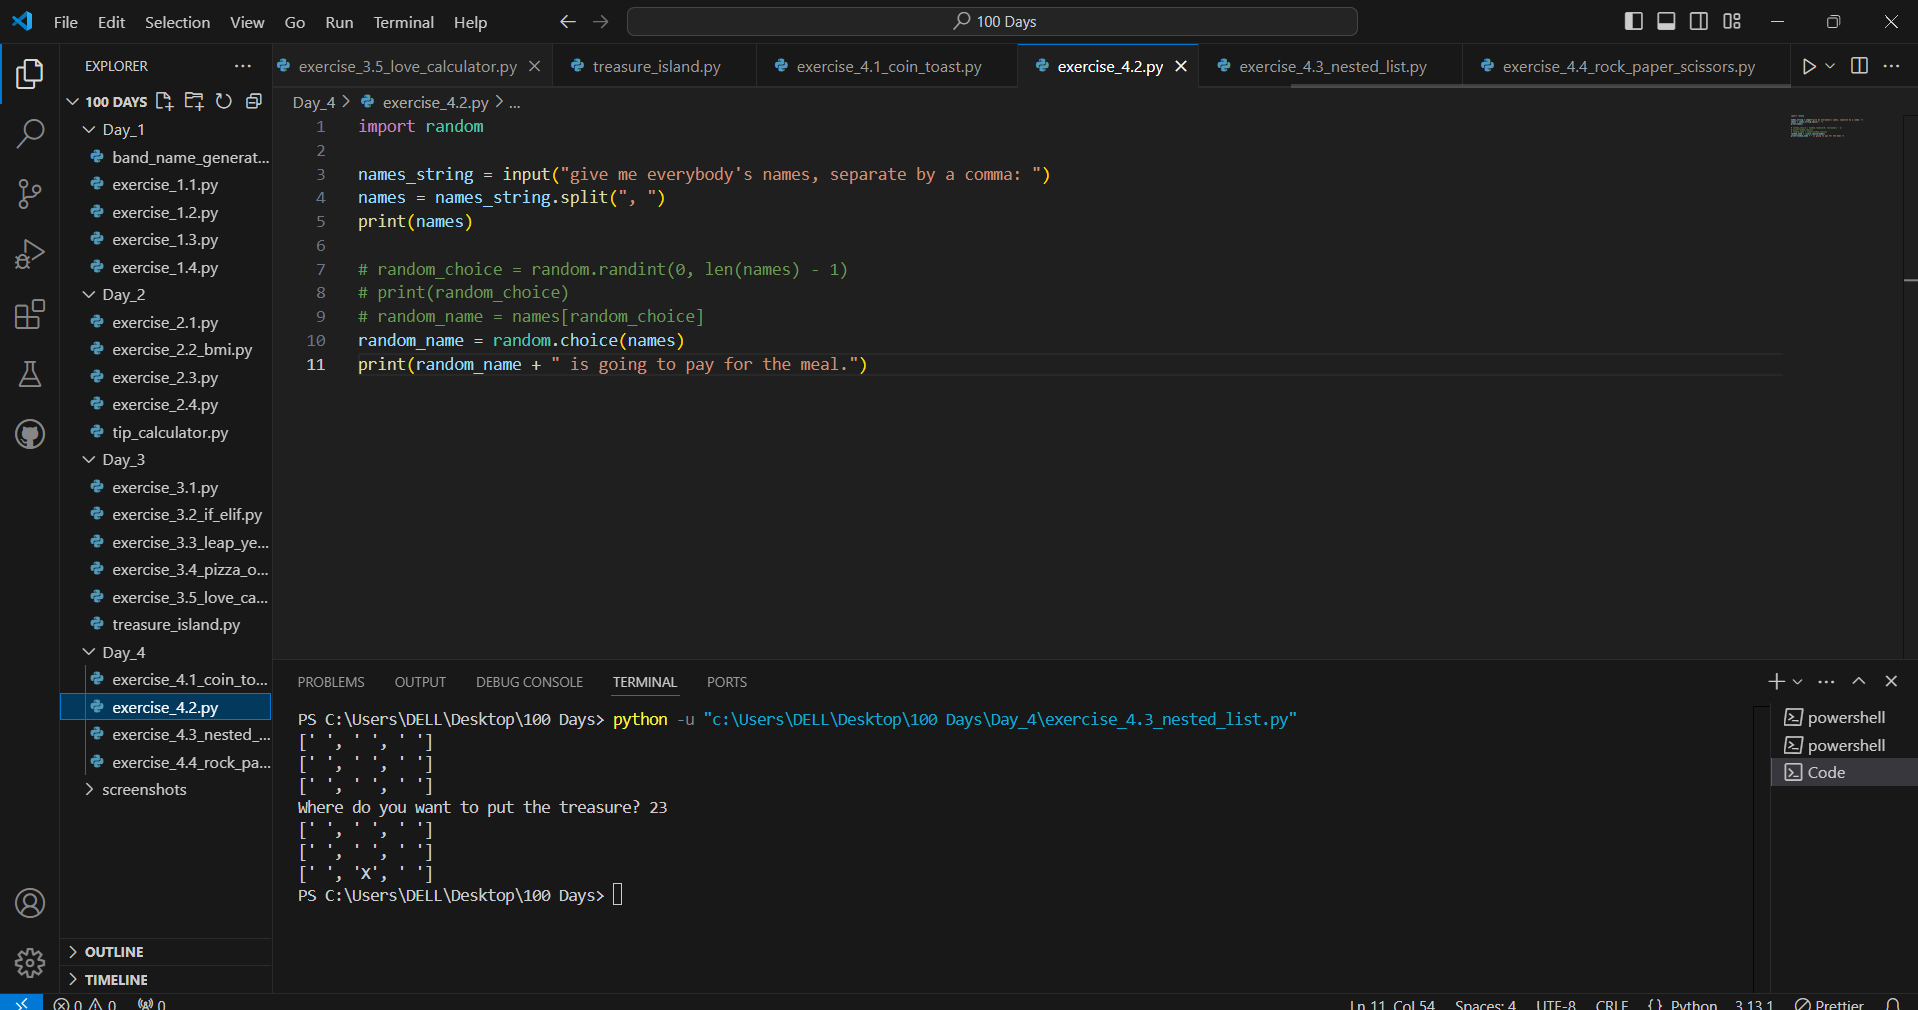 File Edit Selection View Go Run Terminal Help
100 Days
EXPLORER
exercise_3.5_love_calculator.py treasure_island.py exercise_4.1_coin_toast.py exercise_4.2.py exercise_4.3_nested_list.py exercise_4.4_rock_paper_scissors.py
100 DAYS
Day_1
band_name_generat...
exercise_1.1.py
exercise_1.2.py
exercise_1.3.py
exercise_1.4.py
Day_2
exercise_2.1.py
exercise_2.2_bmi.py
exercise_2.3.py
exercise_2.4.py
tip_calculator.py
Day_3
exercise_3.1.py
exercise_3.2_if_elif.py
exercise_3.3_leap_ye...
exercise_3.4_pizza_o...
exercise_3.5_love_ca...
treasure_island.py
Day_4
exercise_4.1_coin_to...
exercise_4.2.py
exercise_4.3_nested_...
exercise_4.4_rock_pa...
screenshots
OUTLINE
TIMELINE
Day_4 > exercise_4.2.py > ...
1 import random
2
3 names_string = input("give me everybody's names, separate by a comma: ")
4 names = names_string.split(", ")
5 print(names)
6
7 # random_choice = random.randint(0, len(names) - 1)
8 # print(random_choice)
9 # random_name = names[random_choice]
10 random_name = random.choice(names)
11 print(random_name + " is going to pay for the meal.")
PROBLEMS OUTPUT DEBUG CONSOLE TERMINAL PORTS
PS C:\Users\DELL\Desktop\100 Days> python -u "c:\Users\DELL\Desktop\100 Days\Day_4\exercise_4.3_nested_list.py"
[' ', ' ', ' ']
[' ', ' ', ' ']
[' ', ' ', ' ']
Where do you want to put the treasure? 23
[' ', ' ', ' ']
[' ', ' ', ' ']
[' ', 'X', ' ']
PS C:\Users\DELL\Desktop\100 Days>
powershell
powershell
Code
0 0 0
Ln 11, Col 54 Spaces: 4 UTF-8 CRLF {} Python 3.13.1 Prettier